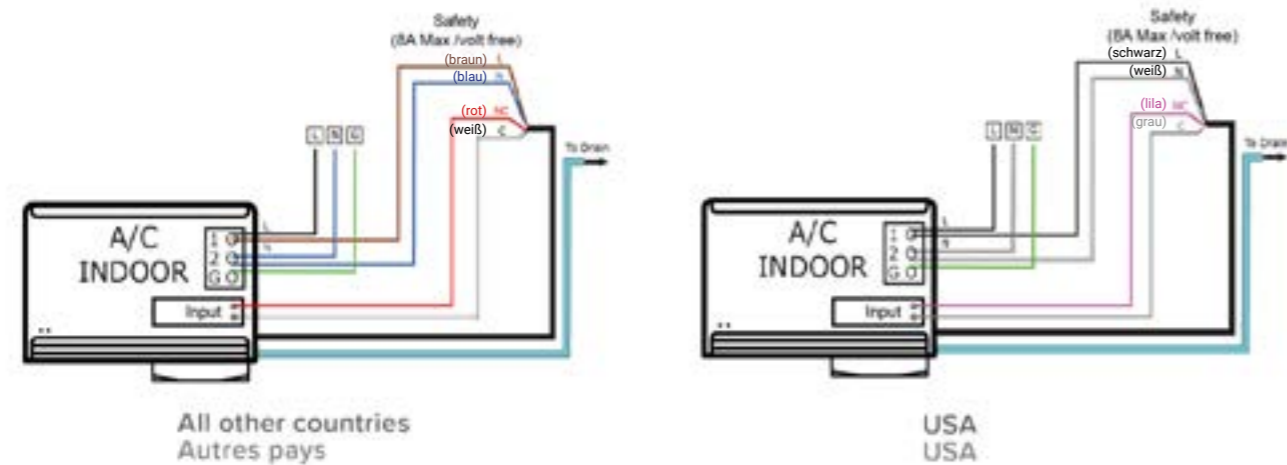 Safety
(8A Max /volt free)
(braun) L
(blau) N
(rot) NC
(weiß) C
L N G
To Drain
L
A/C
INDOOR
1
N
2
G
Input
All other countries
Autres pays
Safety
(8A Max /volt free)
(schwarz) L
(weiß) N
(lila) NC
(grau) C
L N G
To Drain
L
A/C
INDOOR
1
N
2
G
Input
USA
USA